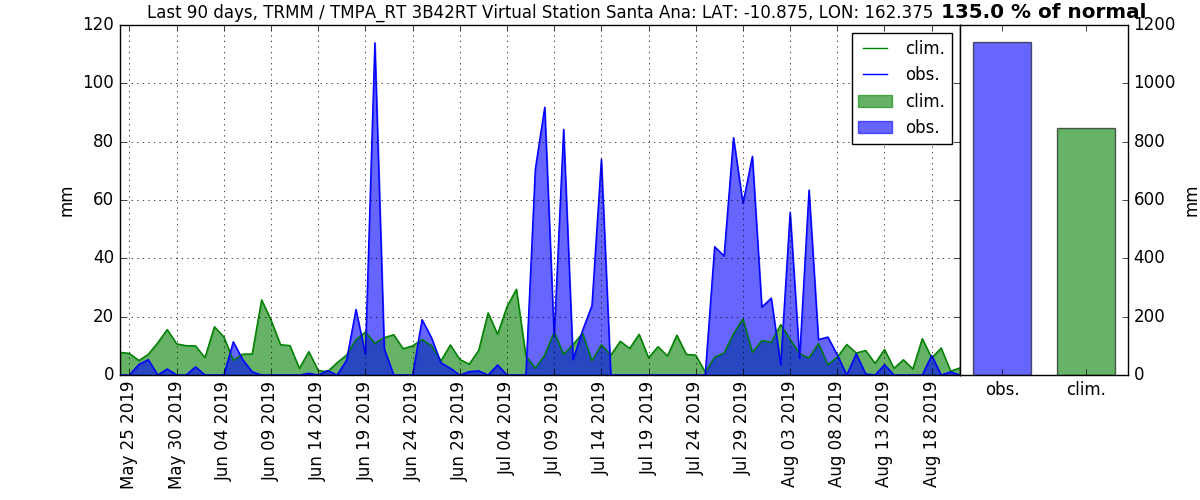 Last 90 days, TRMM / TMPA_RT 3B42RT Virtual Station Santa Ana: LAT: -10.875, LON: 162.375 135.0 % of normal
120
100
80
60
40
20
0
mm
clim.
obs.
clim.
obs.
May 25 2019
May 30 2019
Jun 04 2019
Jun 09 2019
Jun 14 2019
Jun 19 2019
Jun 24 2019
Jun 29 2019
Jul 04 2019
Jul 09 2019
Jul 14 2019
Jul 19 2019
Jul 24 2019
Jul 29 2019
Aug 03 2019
Aug 08 2019
Aug 13 2019
Aug 18 2019
1200
1000
800
600
400
200
0
mm
obs.
clim.